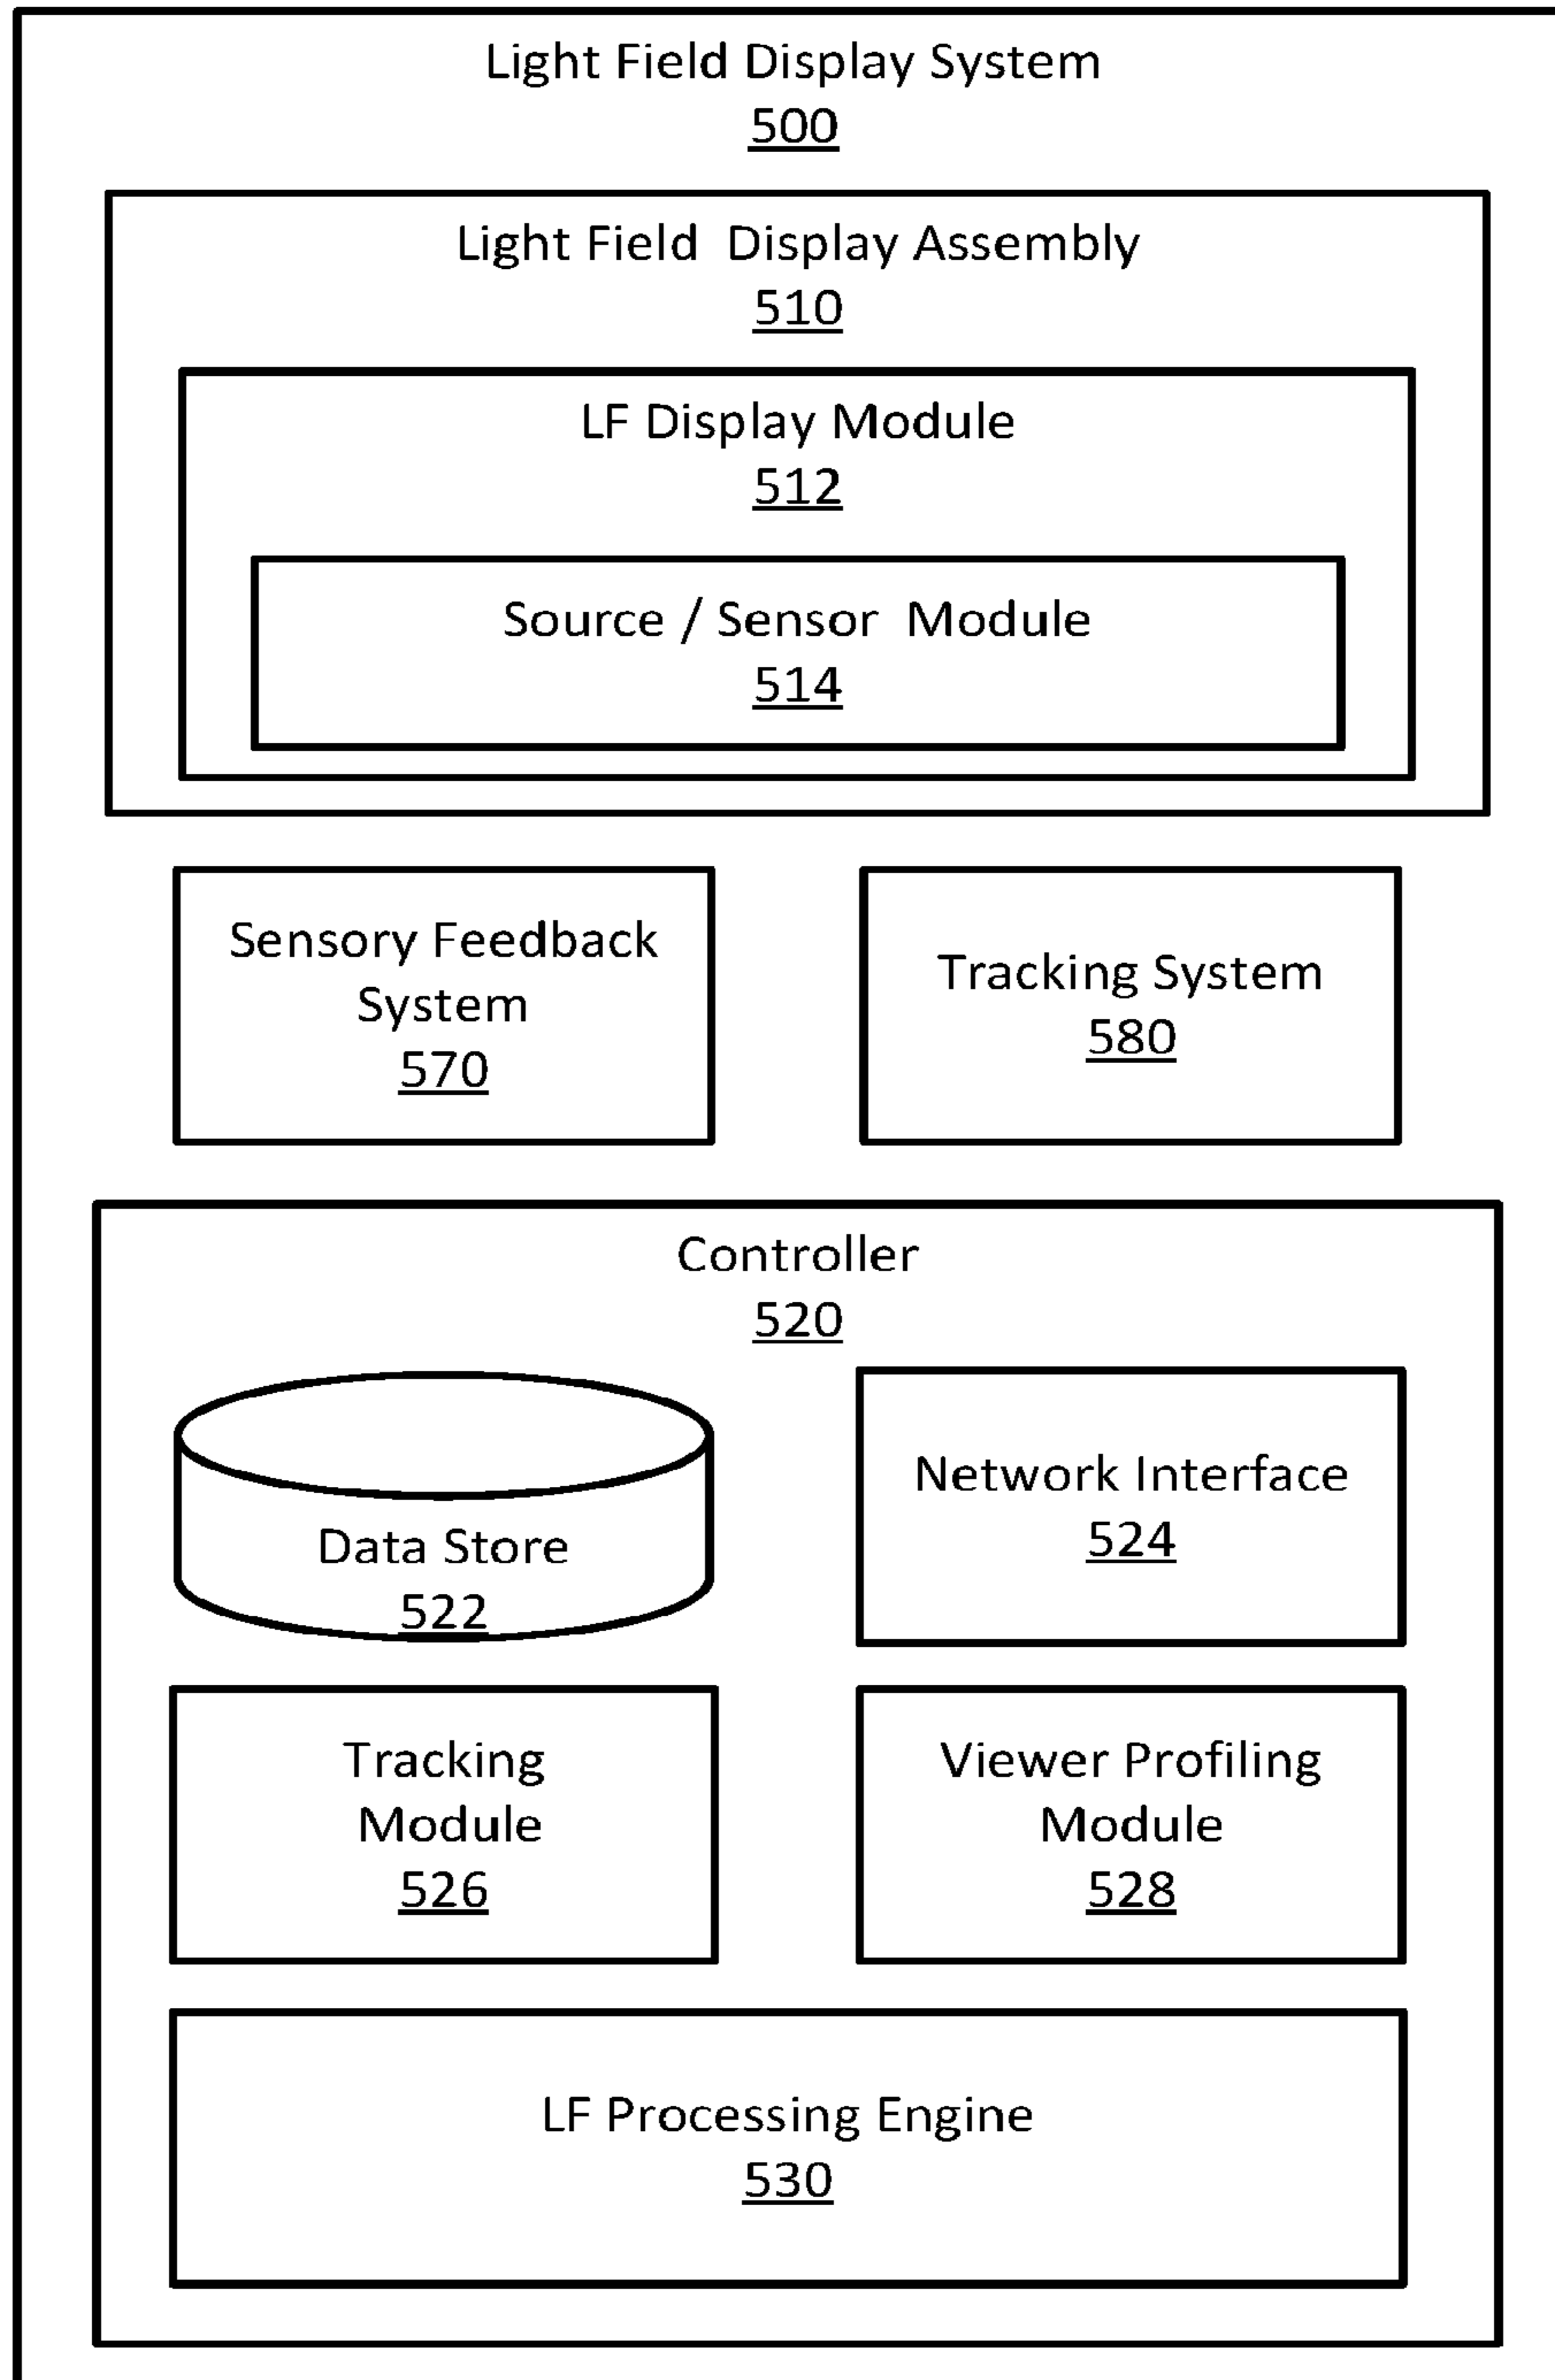 Light Field Display System
500
Light Field Display Assembly
510
LF Display Module
512
Source / Sensor Module
514
Sensory Feedback
System
570
Tracking System
580
Controller
520
Data Store
522
Network Interface
524
Tracking
Module
526
Viewer Profiling
Module
528
LF Processing Engine
530